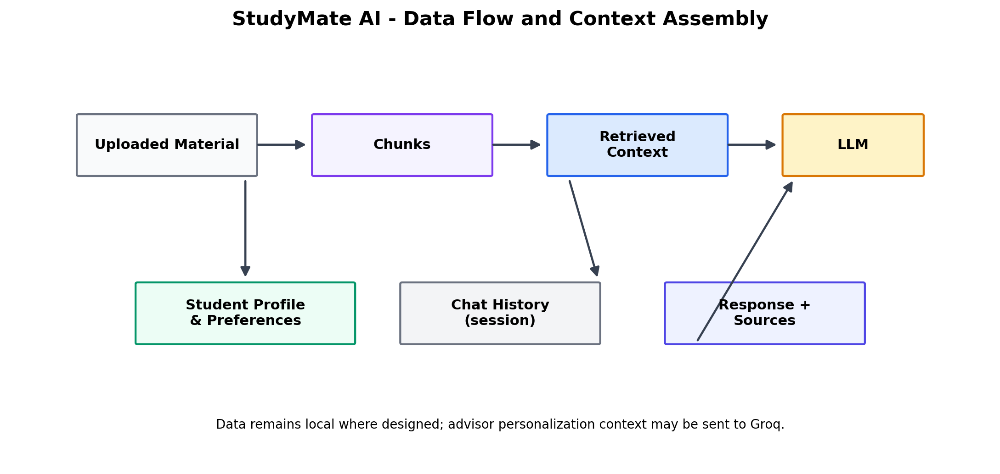 StudyMate AI - Data Flow and Context Assembly
Uploaded Material
Chunks
Retrieved
Context
LLM
Student Profile
& Preferences
Chat History
(session)
Response +
Sources
Data remains local where designed; advisor personalization context may be sent to Groq.